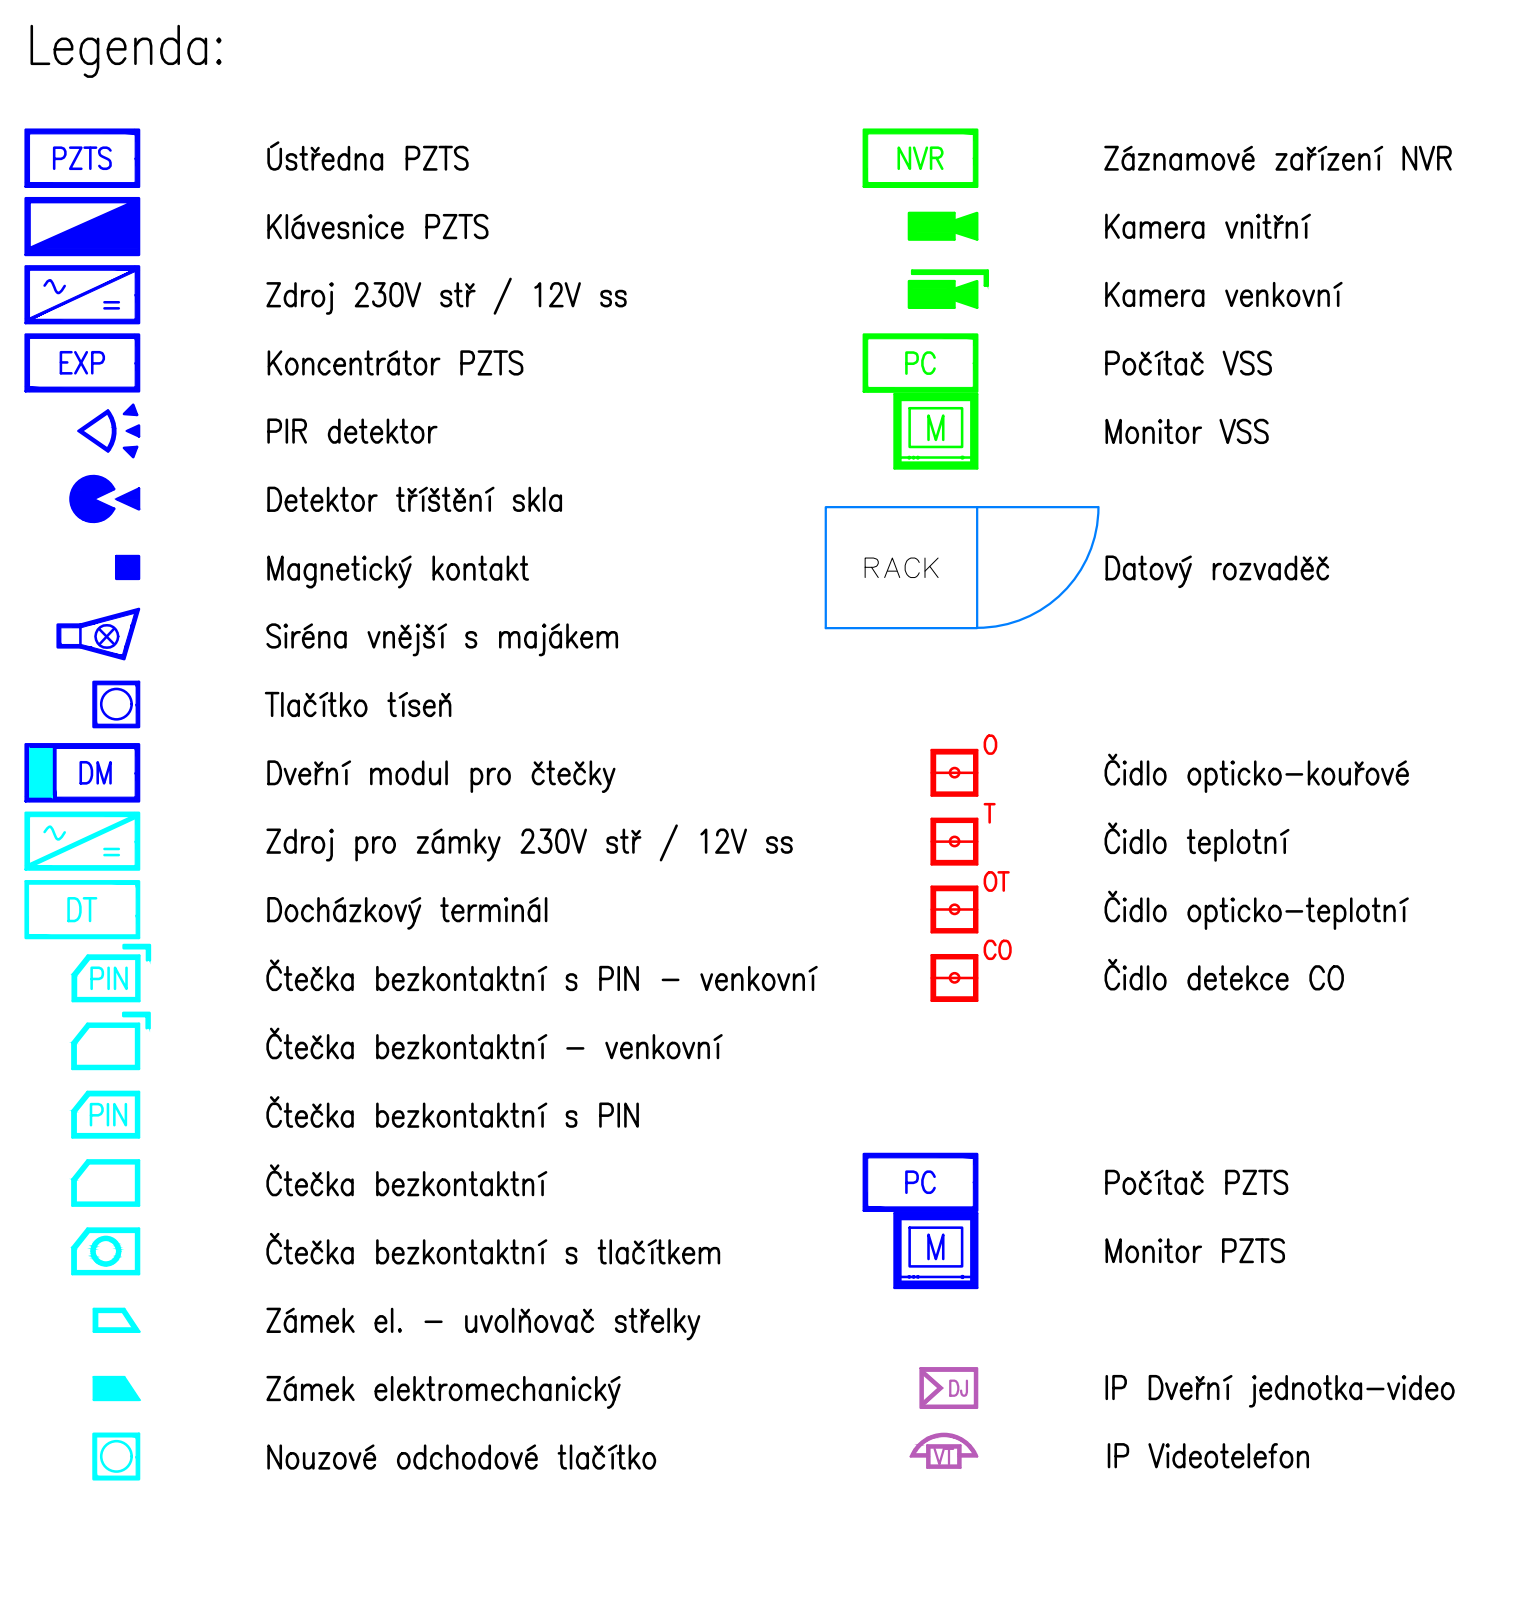 Legenda:
PZTS Ústředna PZTS NVR Záznamové zařízení NVR
Klávesnice PZTS Kamera vnitřní
Zdroj 230V stř / 12V ss Kamera venkovní
EXP Koncentrátor PZTS PC Počítač VSS
PIR detektor M Monitor VSS
Detektor tříštění skla
Magnetický kontakt RACK Datový rozvaděč
Siréna vnější s majákem
Tlačítko tíseň
DM Dveřní modul pro čtečky O Čidlo opticko-kouřové
Zdroj pro zámky 230V stř / 12V ss T Čidlo teplotní
DT Docházkový terminál OT Čidlo opticko-teplotní
PIN Čtečka bezkontaktní s PIN - venkovní CO Čidlo detekce CO
Čtečka bezkontaktní - venkovní
PIN Čtečka bezkontaktní s PIN
Čtečka bezkontaktní PC Počítač PZTS
Čtečka bezkontaktní s tlačítkem M Monitor PZTS
Zámek el. - uvolňovač střelky
Zámek elektromechanický DJ IP Dveřní jednotka-video
Nouzové odchodové tlačítko VT IP Videotelefon